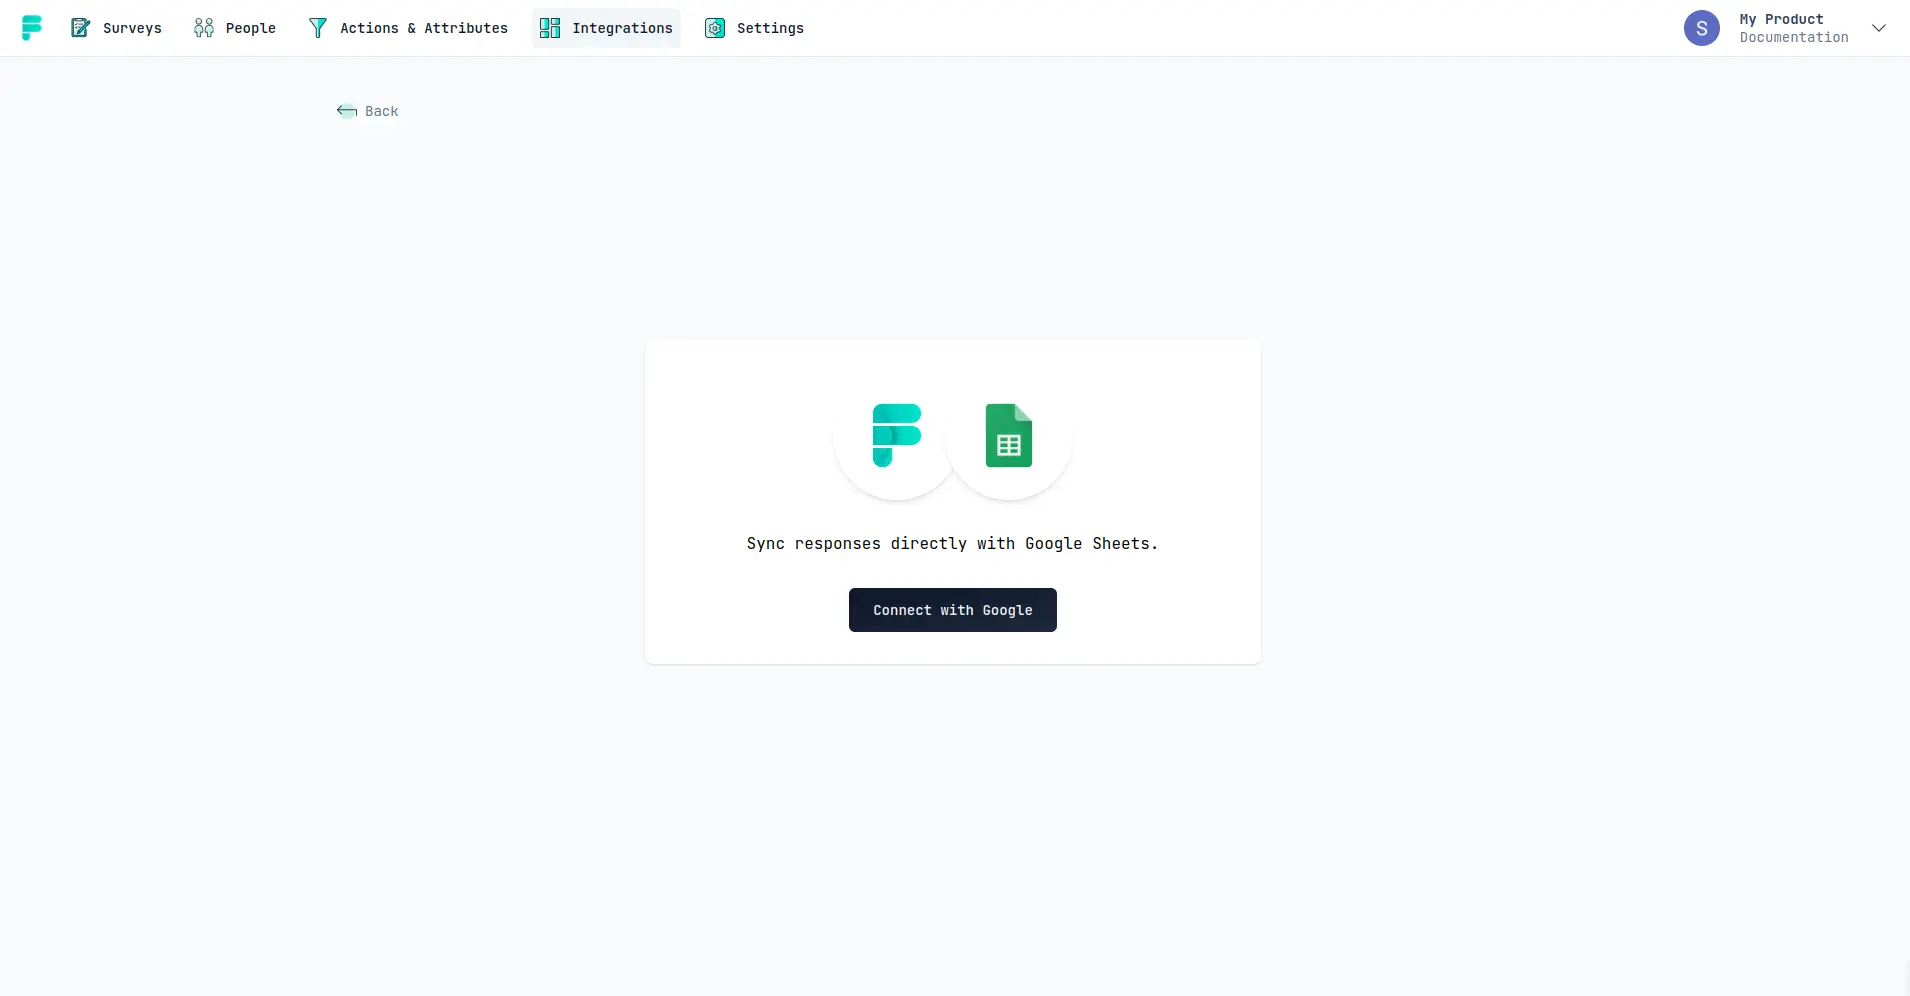 Surveys
People
Actions & Attributes
Integrations
Settings
S
My Product
Documentation
Back
Sync responses directly with Google Sheets.
Connect with Google